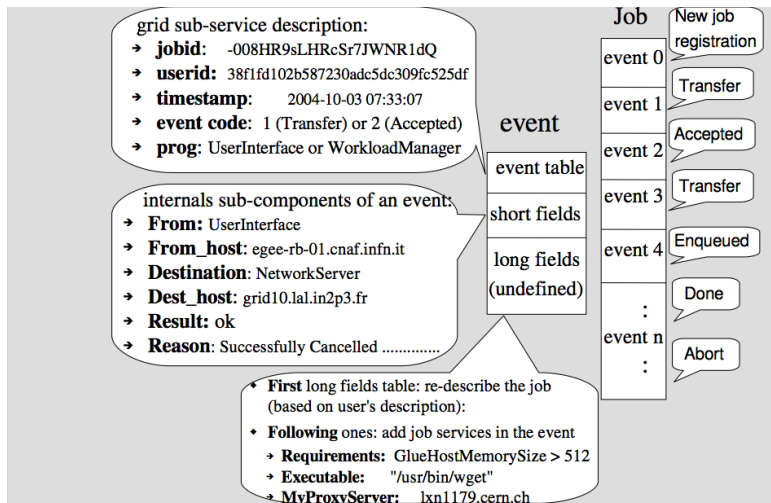 grid sub-service description:
➔ jobid: -008HR9sLHRcSr7JWNR1dQ
➔ userid: 38f1fd102b587230adc5dc309fc525df
➔ timestamp: 2004-10-03 07:33:07
➔ event code: 1 (Transfer) or 2 (Accepted)
➔ prog: UserInterface or WorkloadManager
internals sub-components of an event:
➔ From: UserInterface
➔ From_host: egee-rb-01.cnaf.infn.it
➔ Destination: NetworkServer
➔ Dest_host: grid10.lal.in2p3.fr
➔ Result: ok
➔ Reason: Successfully Cancelled ..............
event
event table
short fields
long fields
(undefined)
◆ First long fields table: re-describe the job
(based on user's description):
◆ Following ones: add job services in the event
➔ Requirements: GlueHostMemorySize > 512
➔ Executable: "/usr/bin/wget"
➔ MyProxyServer: lxn1179.cern.ch
Job
event 0
event 1
event 2
event 3
event 4
:
event n
:
New job
registration
Transfer
Accepted
Transfer
Enqueued
Done
Abort